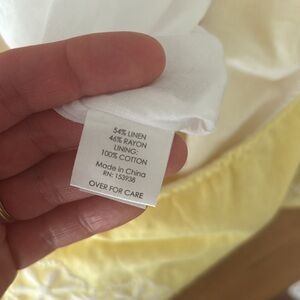 54% LINEN
46% RAYON
LINING:
100% COTTON
Made in China
RN: 153938
OVER FOR CARE